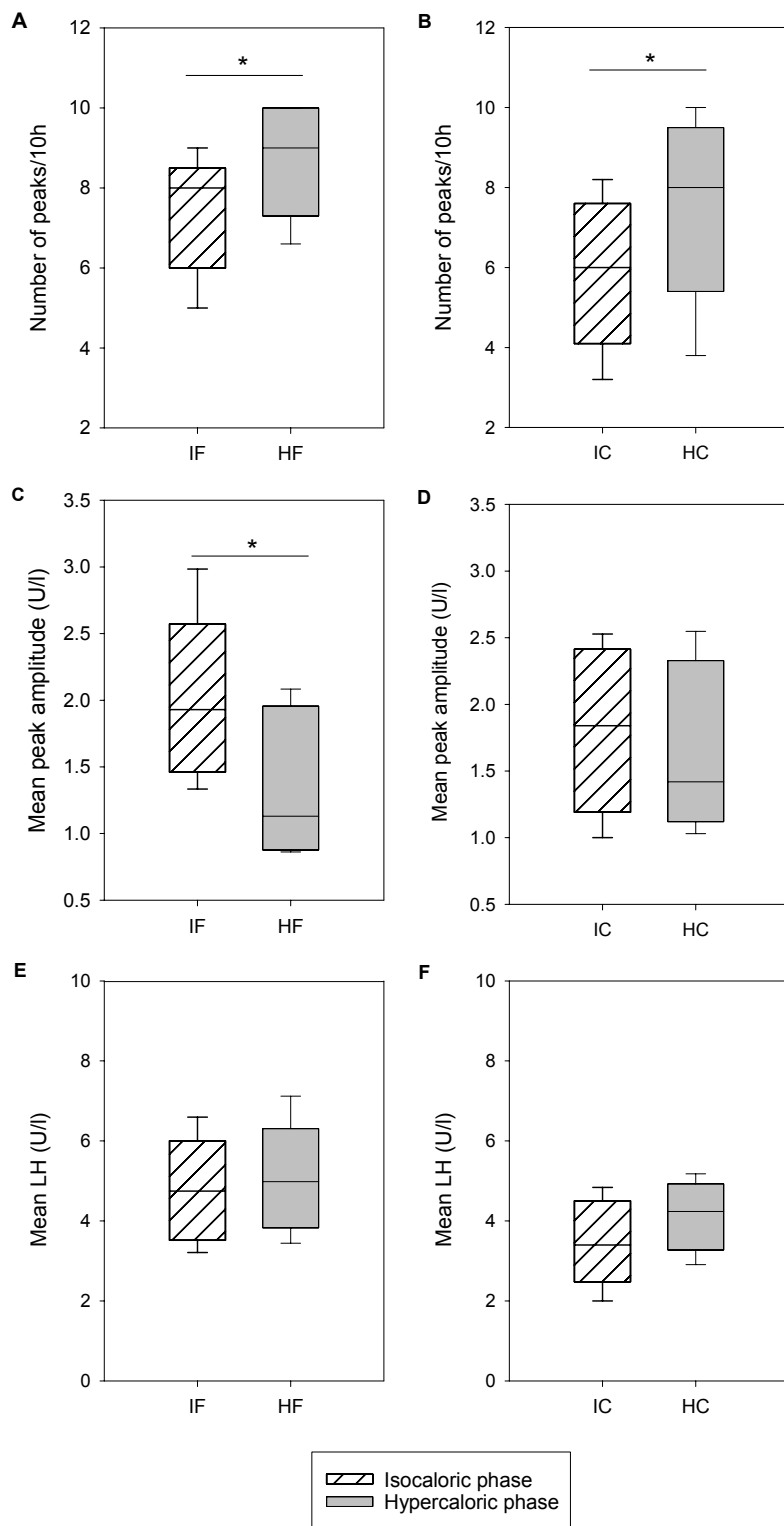 A
12
10
8
6
4
2
Number of peaks/10h
*
IF
HF
B
12
10
8
6
4
2
Number of peaks/10h
*
IC
HC
C
3.5
3.0
2.5
2.0
1.5
1.0
0.5
Mean peak amplitude (U/l)
*
IF
HF
D
3.5
3.0
2.5
2.0
1.5
1.0
0.5
Mean peak amplitude (U/l)
IC
HC
E
10
8
6
4
2
0
Mean LH (U/l)
IF
HF
F
10
8
6
4
2
0
Mean LH (U/l)
IC
HC
Isocaloric phase
Hypercaloric phase